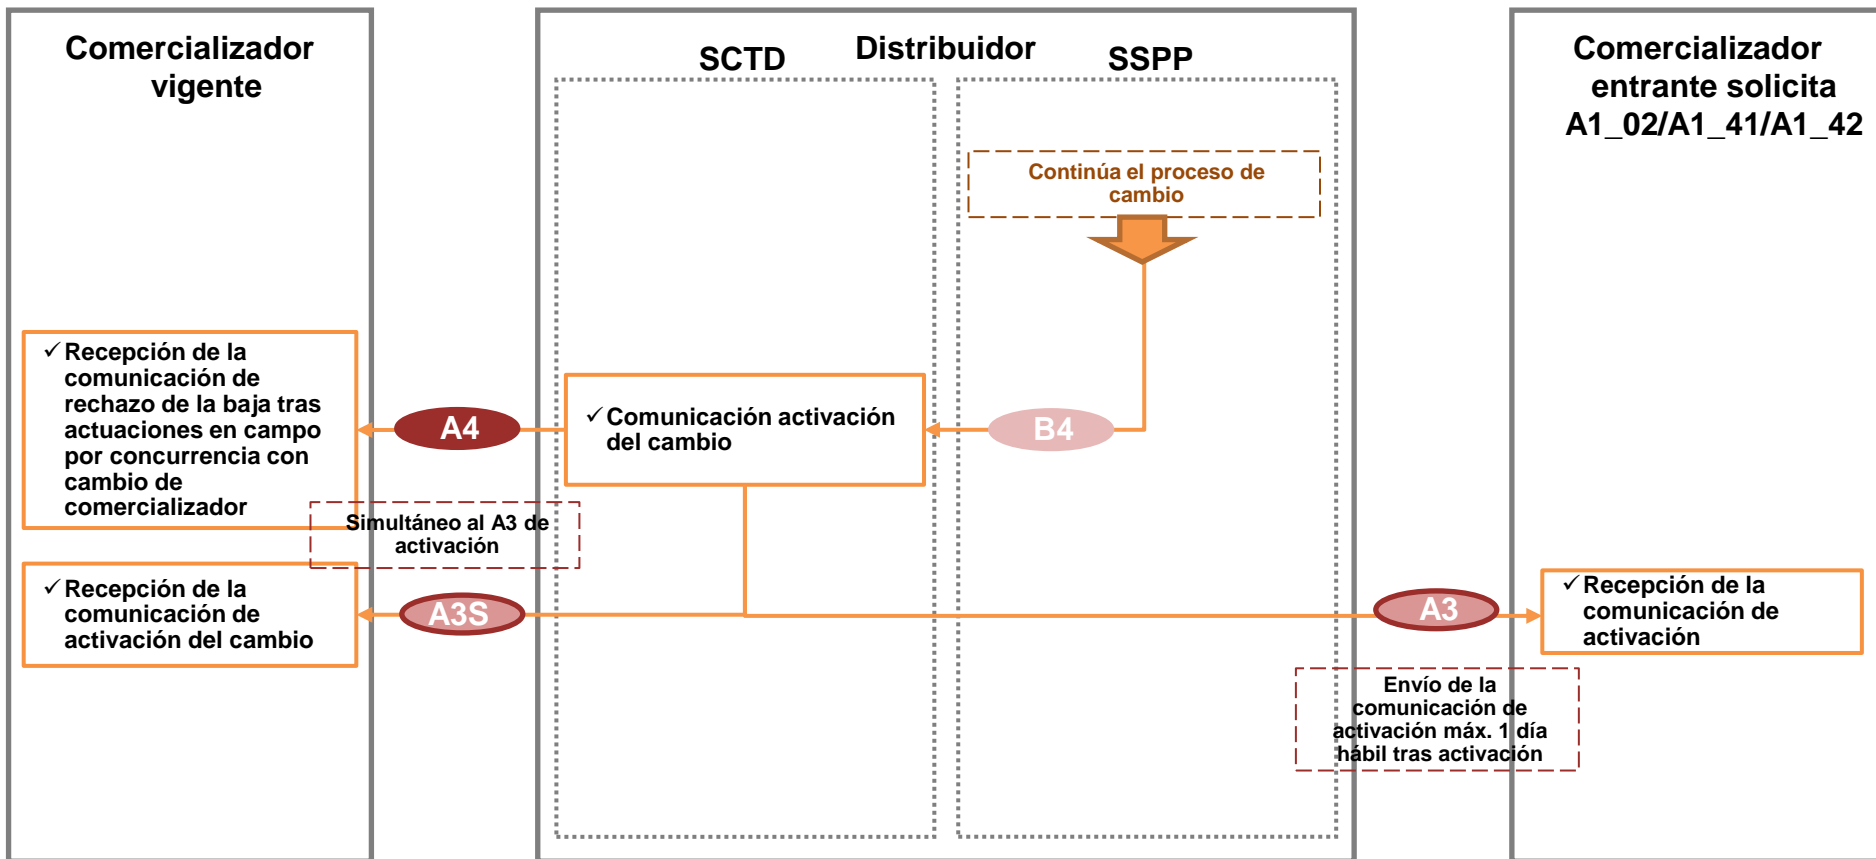 Comercializador
vigente
Distribuidor
SCTD
SSPP
Comercializador
entrante solicita
A1_02/A1_41/A1_42
Continúa el proceso de
cambio
✓ Recepción de la
comunicación de
rechazo de la baja tras
actuaciones en campo
por concurrencia con
cambio de
comercializador
A4
✓ Comunicación activación
del cambio
B4
Simultáneo al A3 de
activación
✓ Recepción de la
comunicación de
activación del cambio
A3S
A3
✓ Recepción de la
comunicación de
activación
Envío de la
comunicación de
activación máx. 1 día
hábil tras activación